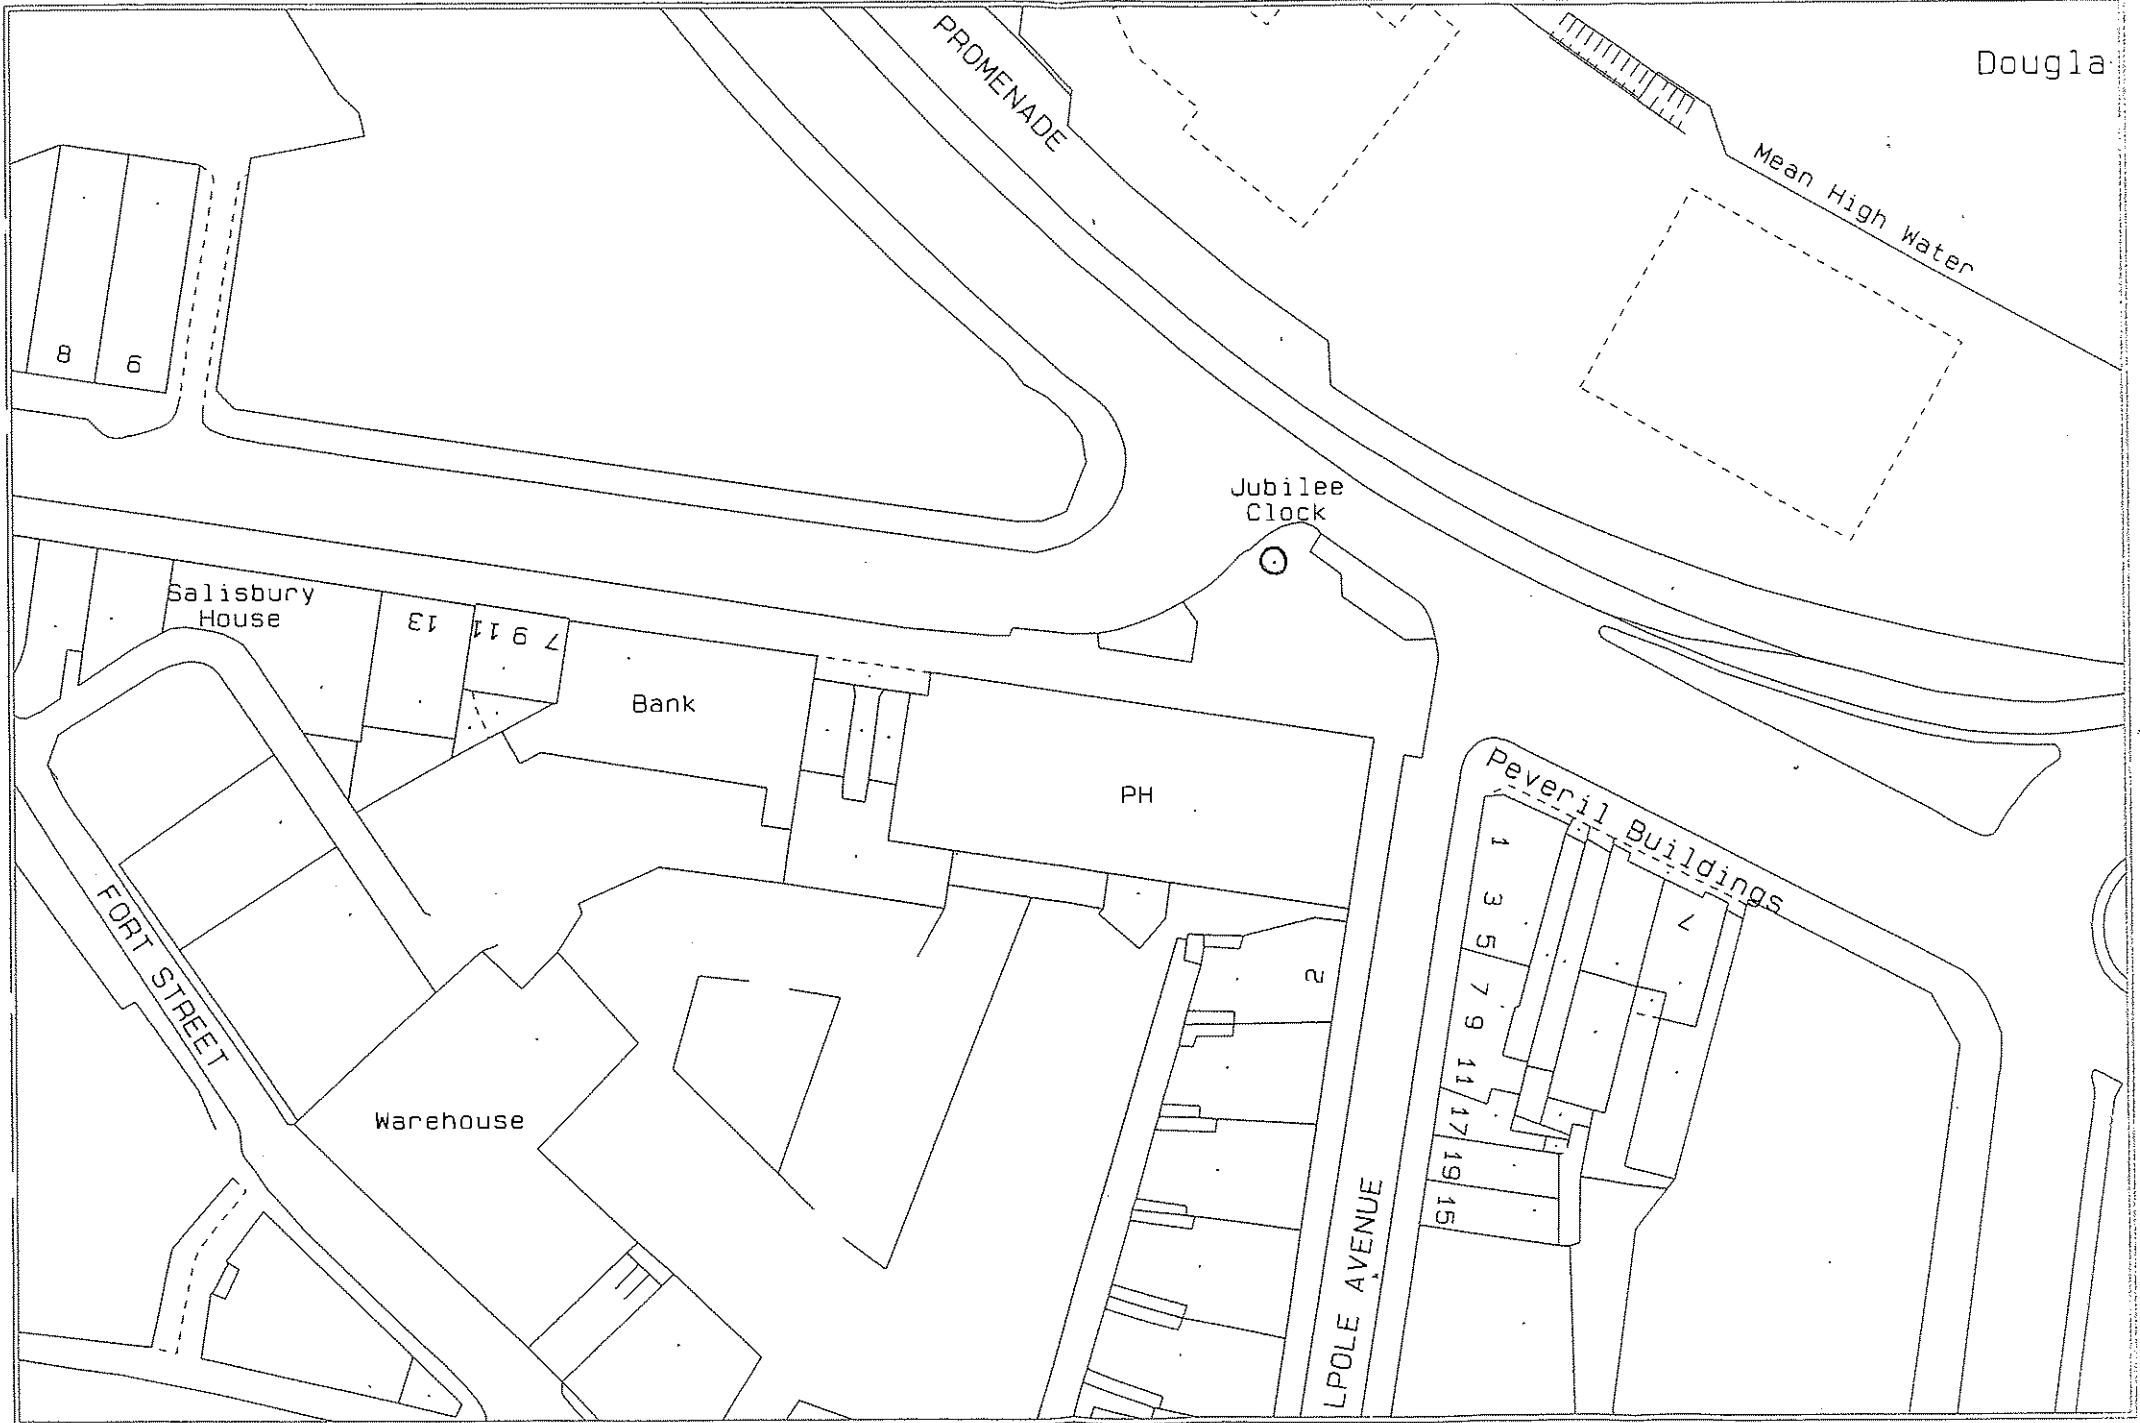 PROMENADE
Dougla
Mean High Water
8
6
Jubilee
Clock
Salisbury
House
13
11
9
7
Bank
PH
Peveril Buildings
1
3
5
7
9
11
17
19
15
7
2
FORT STREET
Warehouse
LPOLE AVENUE